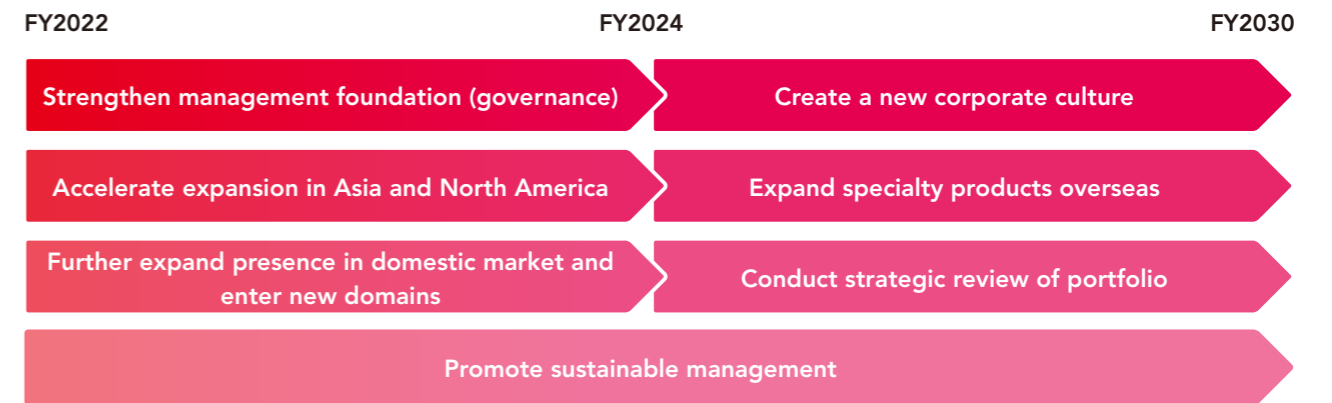 FY2022 FY2024 FY2030
Strengthen management foundation (governance) Create a new corporate culture
Accelerate expansion in Asia and North America Expand specialty products overseas
Further expand presence in domestic market and
enter new domains
Conduct strategic review of portfolio
Promote sustainable management